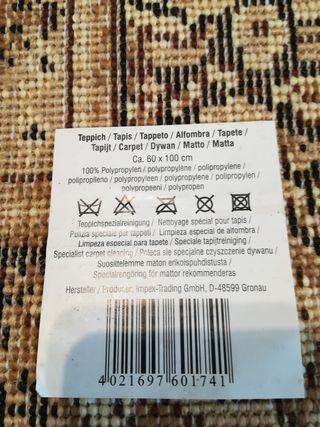 Teppich / Tapis / Tappeto / Alfombra / Tapete /
Tapijt / Carpet / Dywan / Matto / Matta
Ca. 60 x 100 cm
100% Polypropylen / polypropylène / polipropilene /
polipropileno / polypropyleen / polypropylene / polipropylen /
polypropeeni / polypropen
Teppichspezialreinigung / Nettoyage spécial pour tapis /
Pulizia speciale per tappeti / Limpieza especial de alfombra /
Limpeza especial para tapete / Speciale tapijtreiniging /
Specialist carpet cleaning / Poleca się specjalne czyszczenie dywanu /
Suosittelemme maton erikoispuhdistusta /
Specialrengöring för mattor rekommenderas
Hersteller / Producer: Impex-Trading GmbH, D-48599 Gronau
4 021697 601741